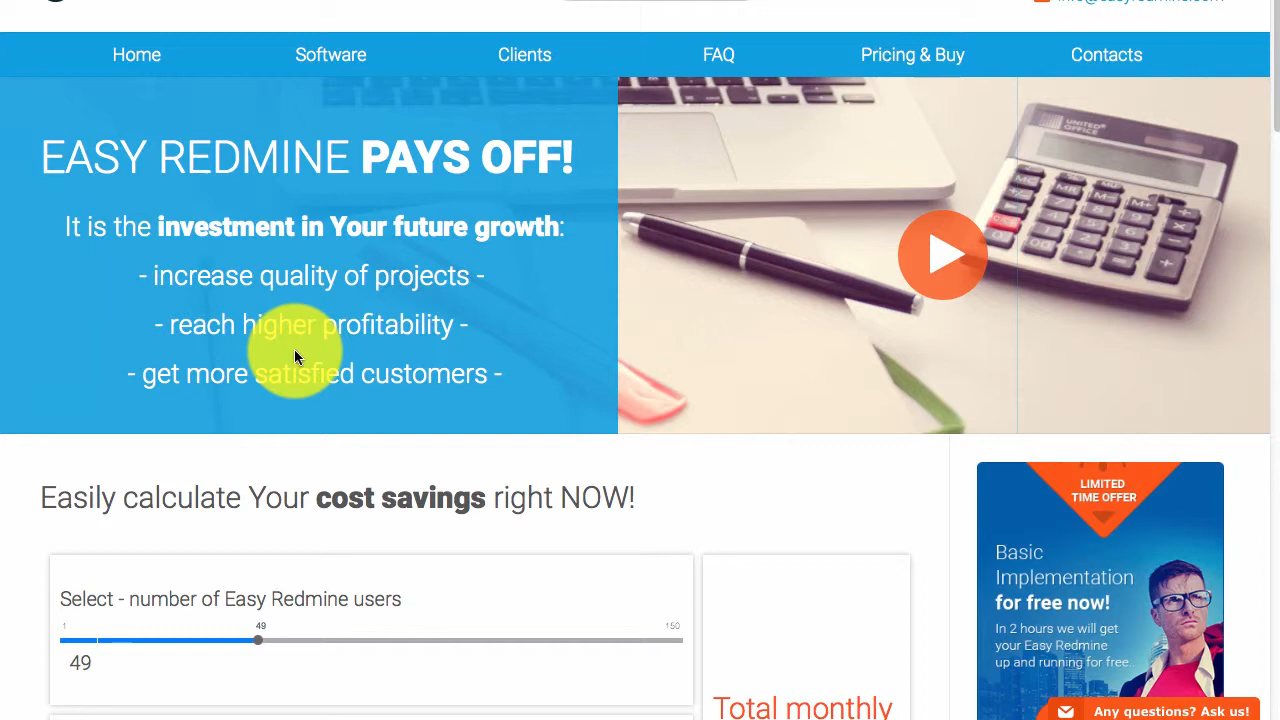 Home Software Clients FAQ Pricing & Buy Contacts
EASY REDMINE PAYS OFF!
It is the investment in Your future growth:
- increase quality of projects -
- reach higher profitability -
- get more satisfied customers -
UNITED
OFFICE
Easily calculate Your cost savings right NOW!
Select - number of Easy Redmine users
1 49 150
49
Total monthly
LIMITED
TIME OFFER
Basic
Implementation
for free now!
In 2 hours we will get
your Easy Redmine
up and running for free..
Any questions? Ask us!